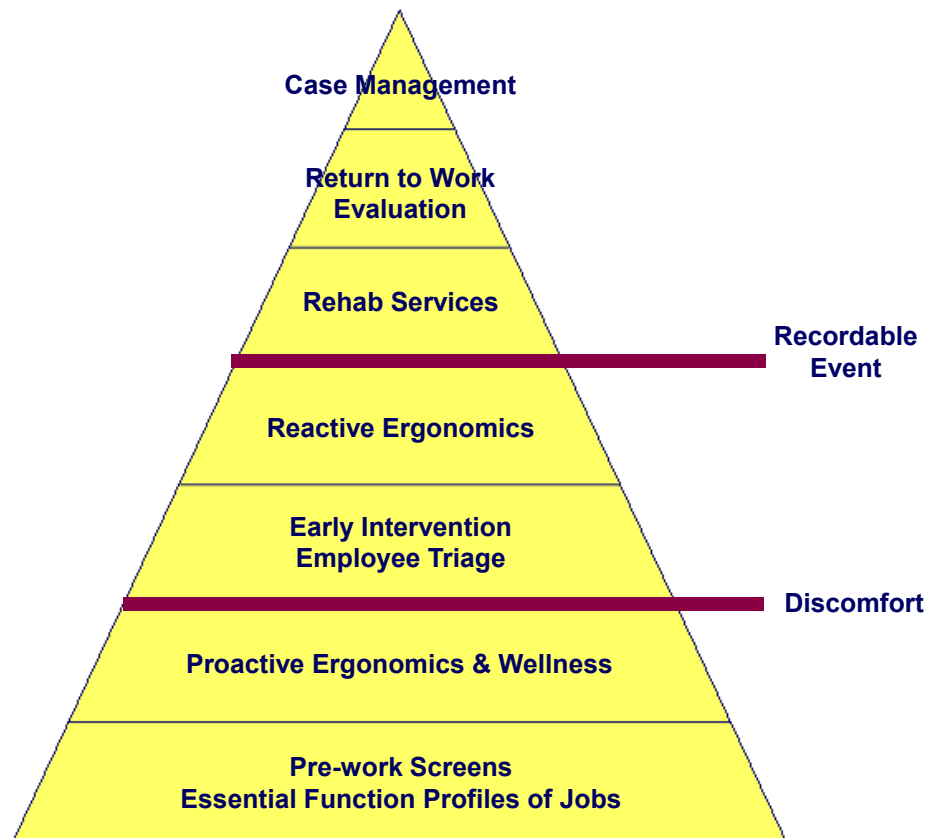 Case Management
Return to Work
Evaluation
Rehab Services
Recordable
Event
Reactive Ergonomics
Early Intervention
Employee Triage
Discomfort
Proactive Ergonomics & Wellness
Pre-work Screens
Essential Function Profiles of Jobs